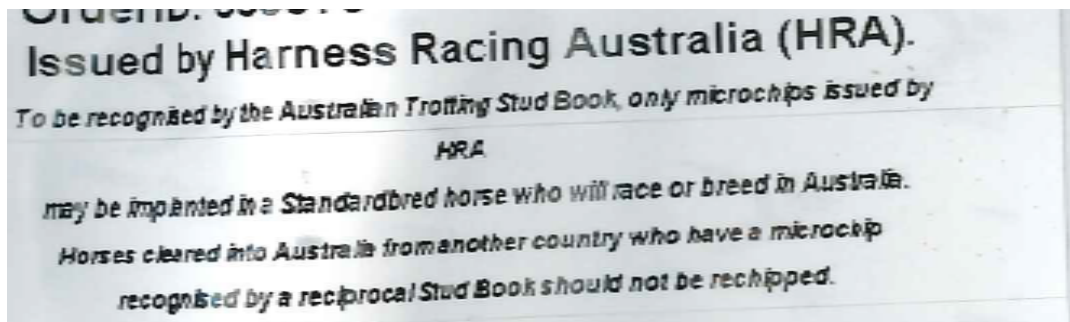 Issued by Harness Racing Australia (HRA).
To be recognised by the Australian Trotting Stud Book, only microchips issued by
HRA
may be implanted in a Standardbred horse who will race or breed in Australia.
Horses cleared into Australia from another country who have a microchip
recognised by a reciprocal Stud Book should not be rechipped.